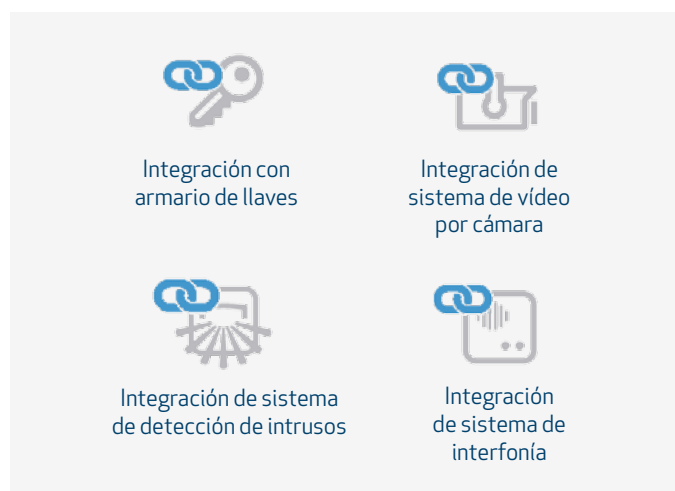 Integración con
armario de llaves
Integración de
sistema de vídeo
por cámara
Integración de sistema
de detección de intrusos
Integración
de sistema de
interfonía